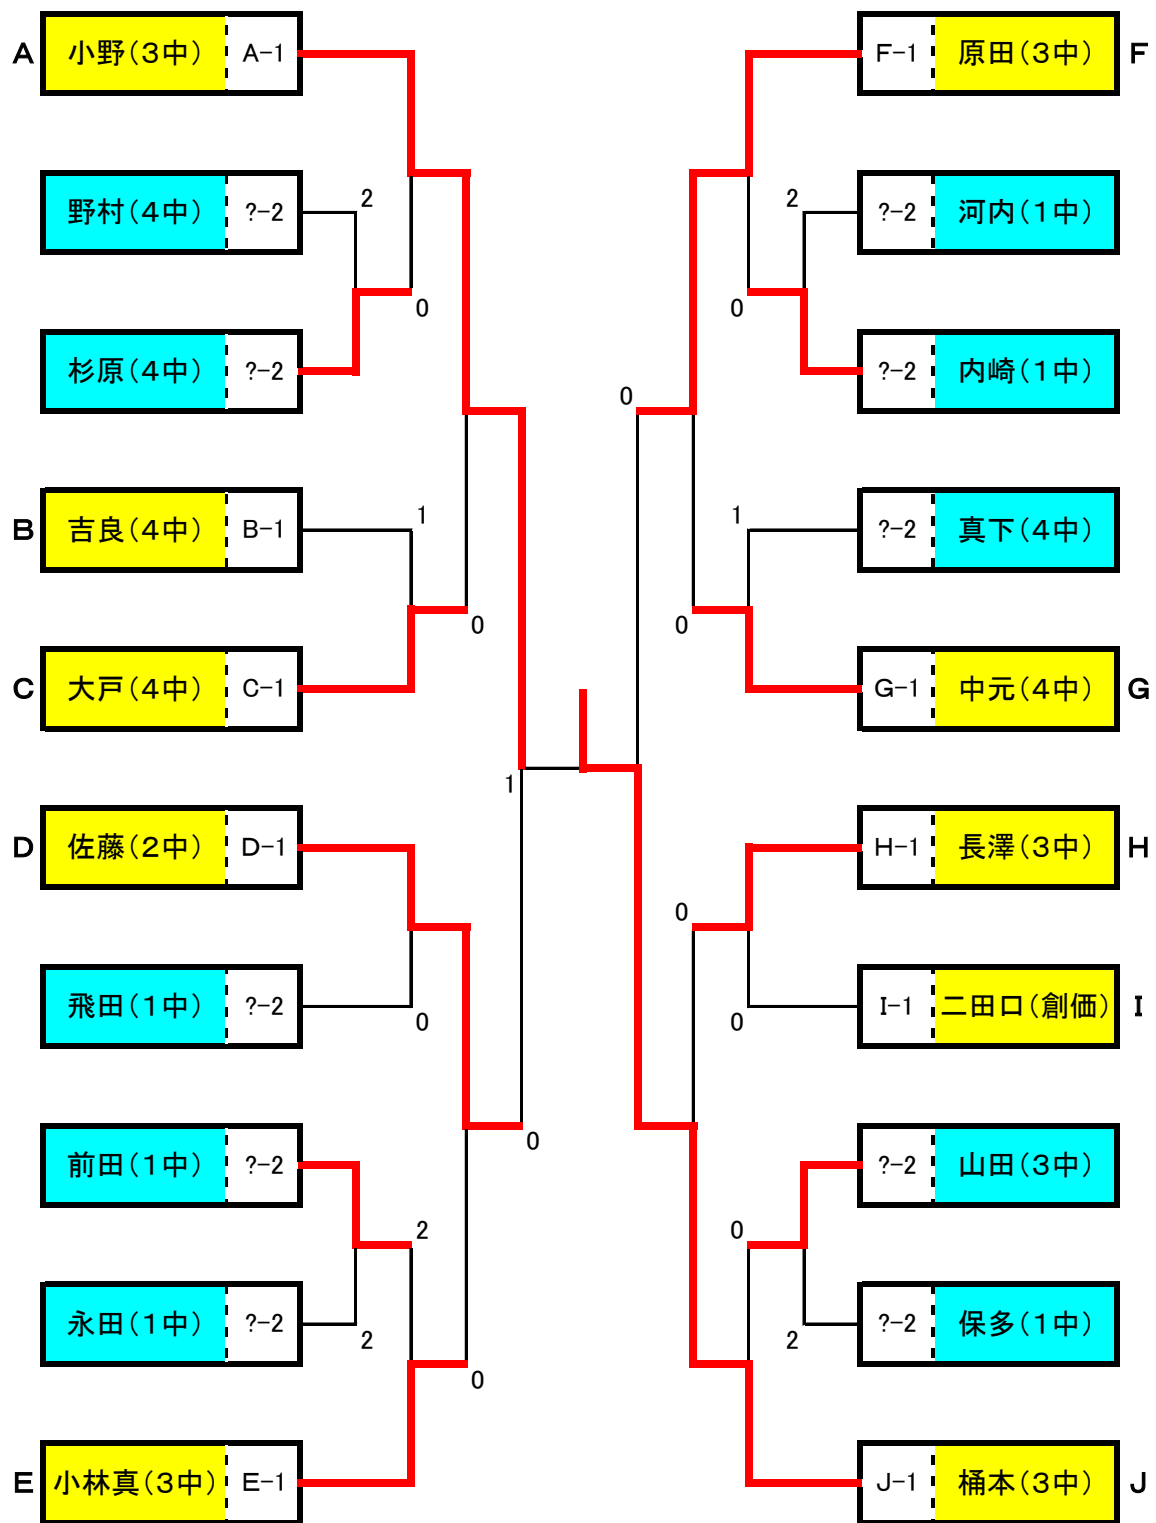 A 小野(3中) A-1
野村(4中) ?-2
2
0
杉原(4中) ?-2
B 吉良(4中) B-1
1
0
C 大戸(4中) C-1
1
D 佐藤(2中) D-1
飛田(1中) ?-2
0
0
前田(1中) ?-2
2
永田(1中) ?-2
2
0
E 小林真(3中) E-1
F-1 原田(3中) F
2
?-2 河内(1中)
0
?-2 内崎(1中)
0
1
?-2 真下(4中)
0
G-1 中元(4中) G
H-1 長澤(3中) H
0
I-1 二田口(創価) I
0
?-2 山田(3中)
0
?-2 保多(1中)
2
J-1 桶本(3中) J